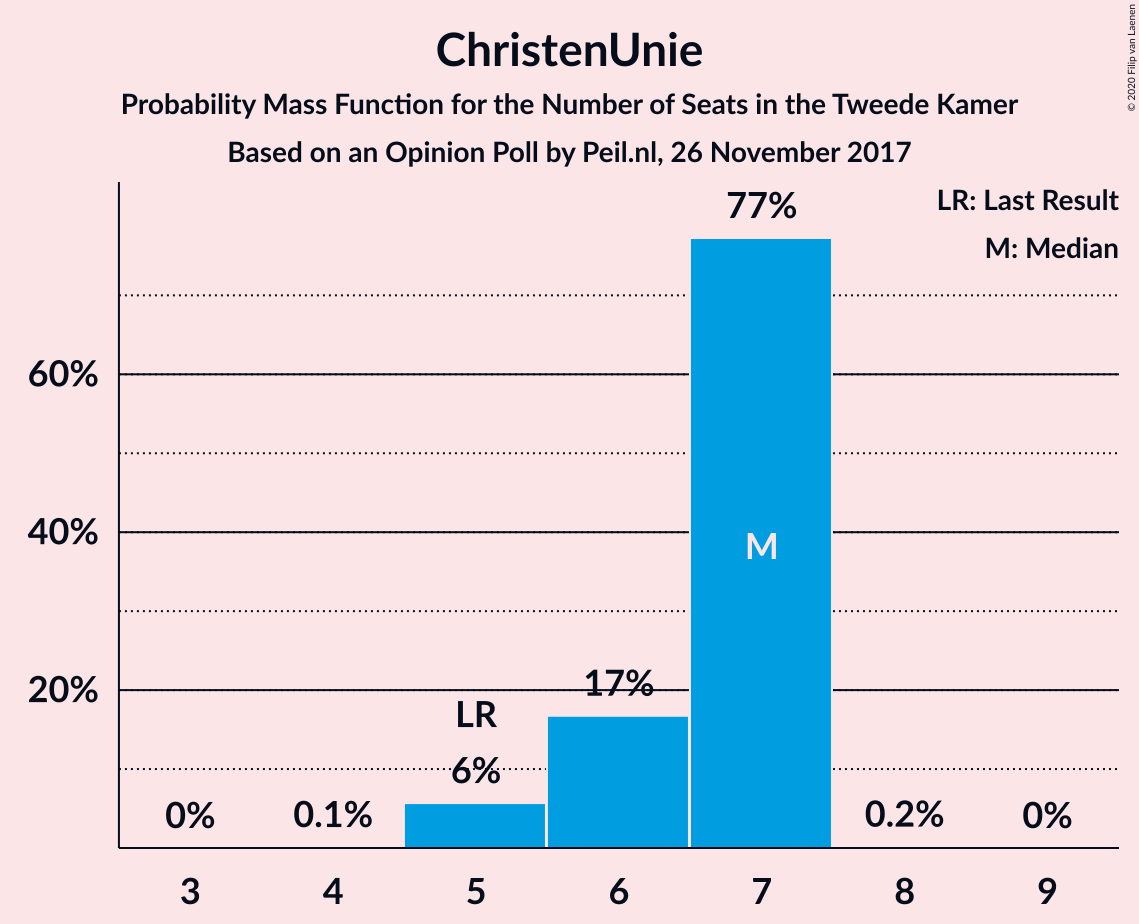 ChristenUnie
Probability Mass Function for the Number of Seats in the Tweede Kamer
Based on an Opinion Poll by Peil.nl, 26 November 2017
© 2020 Filip van Laenen
LR: Last Result
M: Median
77%
60%
40%
M
20%
17%
LR
6%
0%
0.1%
0.2%
0%
3 4 5 6 7 8 9